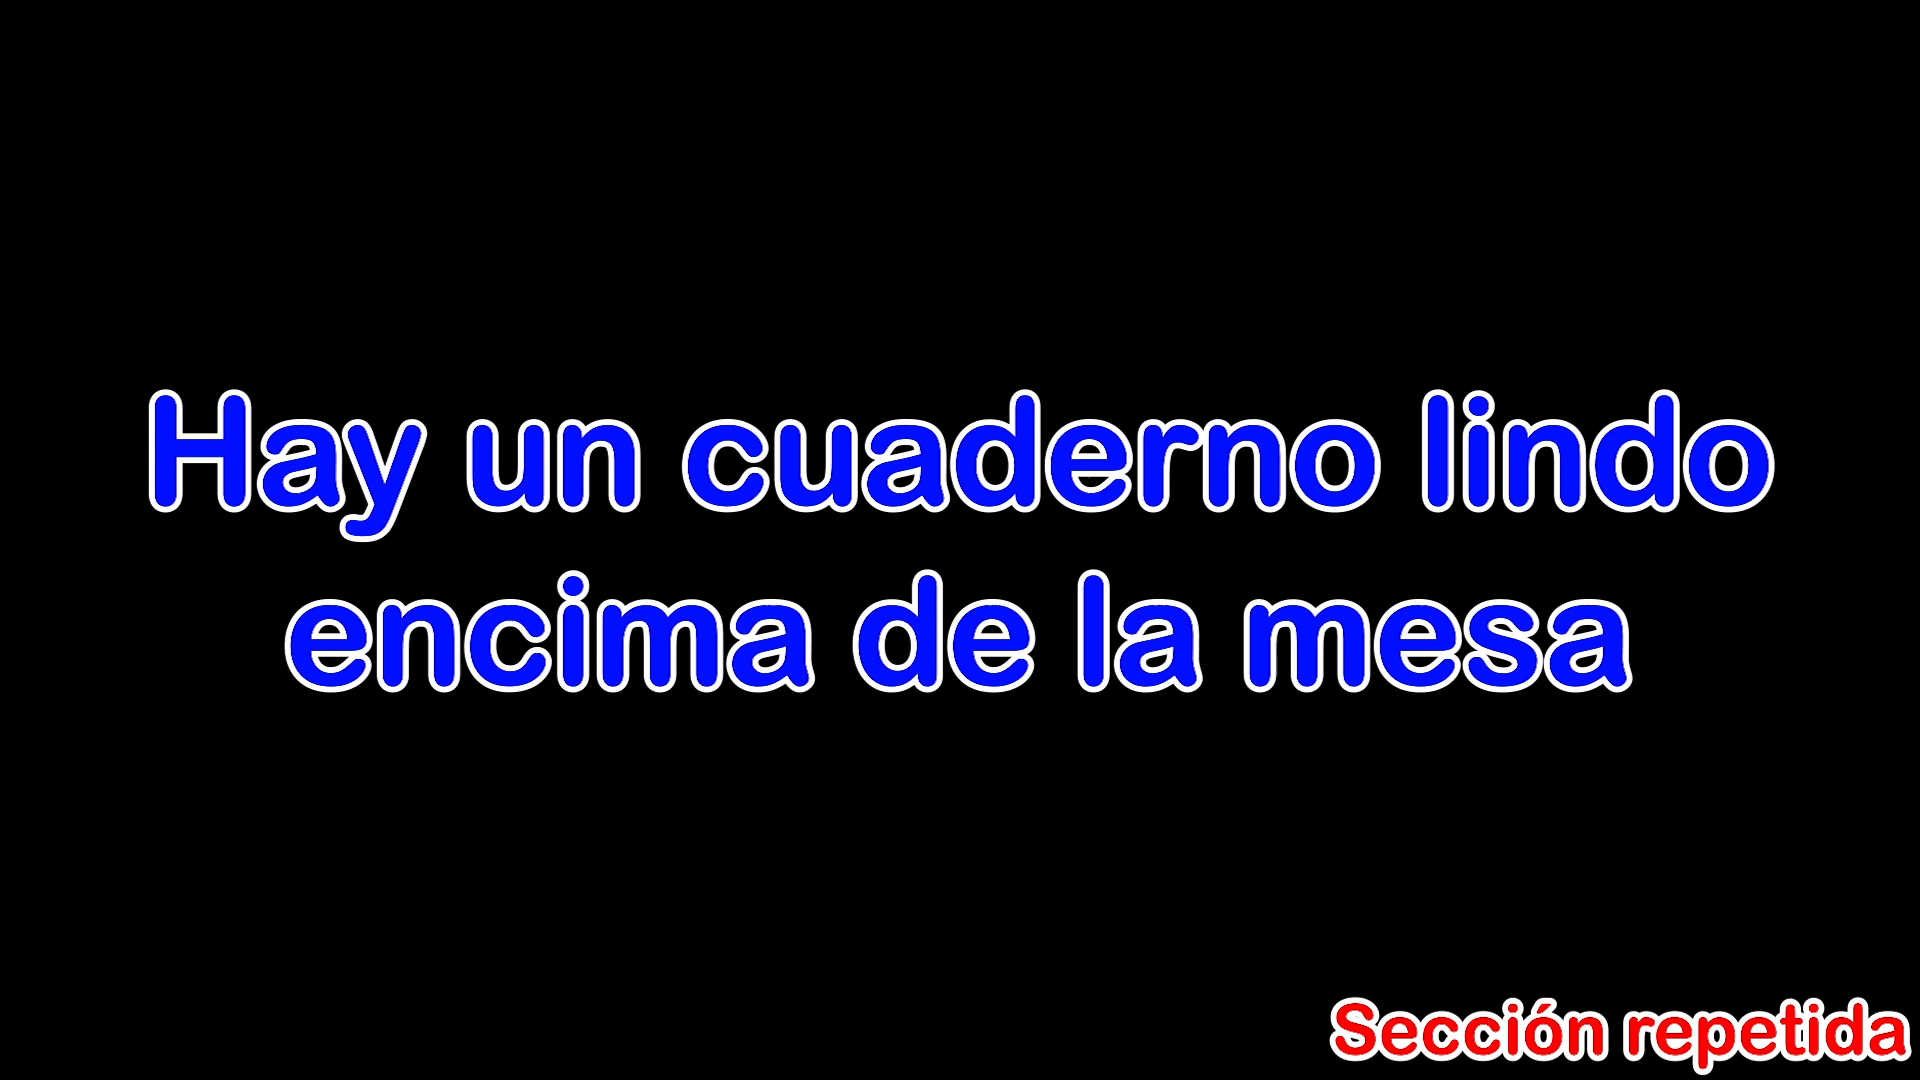 Hay un cuaderno lindo
encima de la mesa
Sección repetida